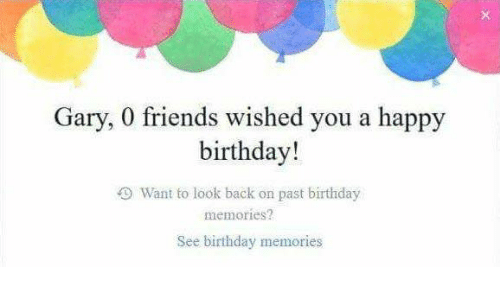 Gary, 0 friends wished you a happy
birthday!
Want to look back on past birthday
memories?
See birthday memories